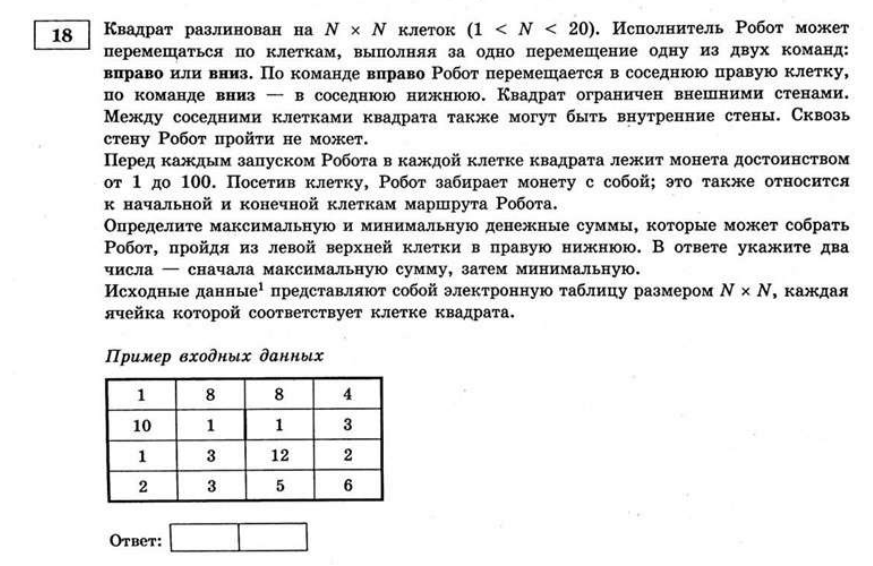 18
Квадрат разлинован на N × N клеток (1 < N < 20). Исполнитель Робот может
перемещаться по клеткам, выполняя за одно перемещение одну из двух команд:
вправо или вниз. По команде вправо Робот перемещается в соседнюю правую клетку,
по команде вниз — в соседнюю нижнюю. Квадрат ограничен внешними стенами.
Между соседними клетками квадрата также могут быть внутренние стены. Сквозь
стену Робот пройти не может.
Перед каждым запуском Робота в каждой клетке квадрата лежит монета достоинством
от 1 до 100. Посетив клетку, Робот забирает монету с собой; это также относится
к начальной и конечной клеткам маршрута Робота.
Определите максимальную и минимальную денежные суммы, которые может собрать
Робот, пройдя из левой верхней клетки в правую нижнюю. В ответе укажите два
числа — сначала максимальную сумму, затем минимальную.
Исходные данные¹ представляют собой электронную таблицу размером N × N, каждая
ячейка которой соответствует клетке квадрата.
Пример входных данных
1 8 8 4
10 1 1 3
1 3 12 2
2 3 5 6
Ответ: